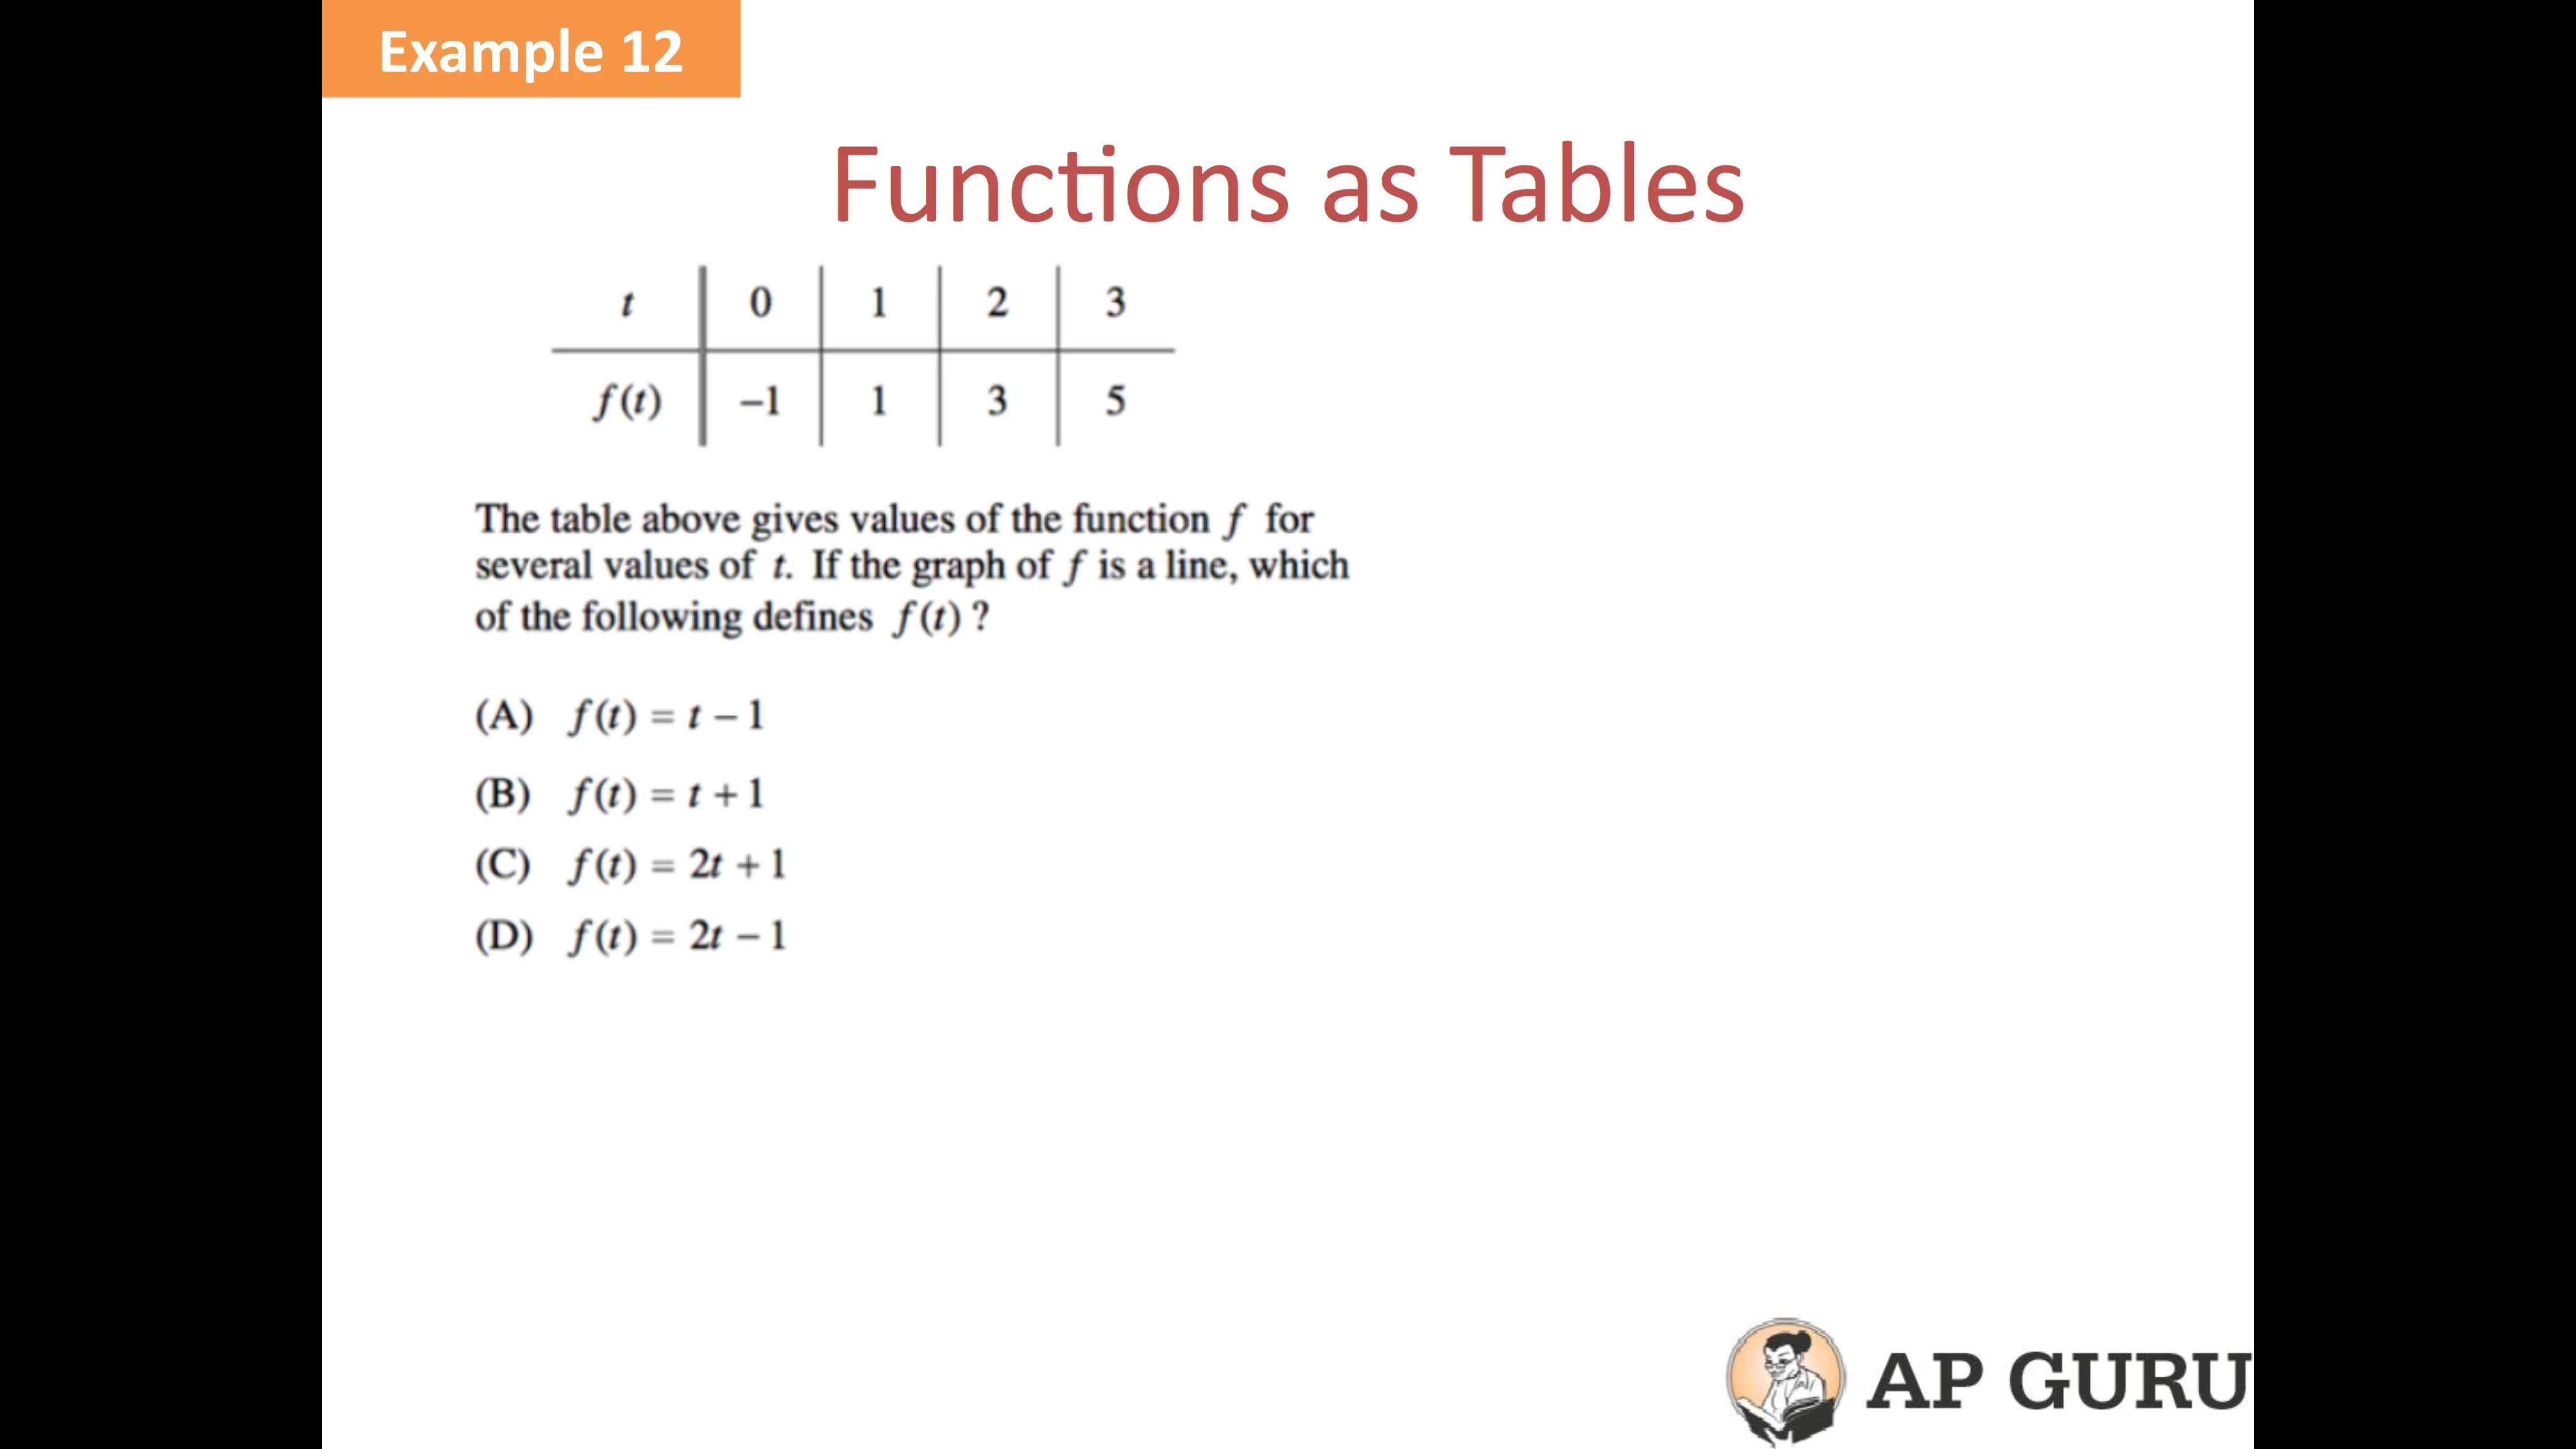 Example 12
Functions as Tables
t 0 1 2 3
f(t) −1 1 3 5
The table above gives values of the function f for
several values of t. If the graph of f is a line, which
of the following defines f(t) ?
(A) f(t) = t − 1
(B) f(t) = t + 1
(C) f(t) = 2t + 1
(D) f(t) = 2t − 1
AP GURU